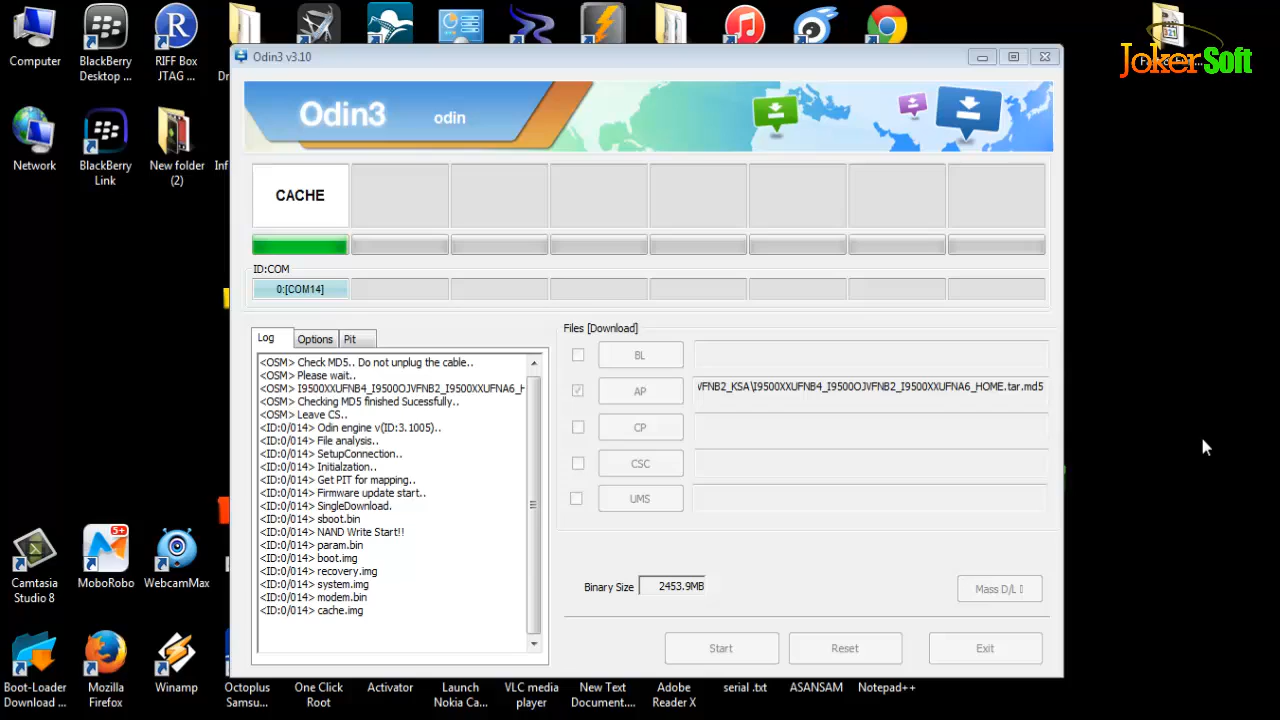 Computer
BlackBerry
Desktop ...
RIFF Box
JTAG ...
Network
BlackBerry
Link
New folder
(2)
JokerSoft
Odin3 v3.10
Odin3
odin
CACHE
ID:COM
0:[COM14]
Log
Options
Pit
<OSM> Check MD5.. Do not unplug the cable..
<OSM> Please wait..
<OSM> I9500XXUFNB4_I9500OJVFNB2_I9500XXUFNA6_H
<OSM> Checking MD5 finished Sucessfully..
<OSM> Leave CS..
<ID:0/014> Odin engine v(ID:3.1005)..
<ID:0/014> File analysis..
<ID:0/014> SetupConnection..
<ID:0/014> Initialzation..
<ID:0/014> Get PIT for mapping..
<ID:0/014> Firmware update start..
<ID:0/014> SingleDownload.
<ID:0/014> sboot.bin
<ID:0/014> NAND Write Start!!
<ID:0/014> param.bin
<ID:0/014> boot.img
<ID:0/014> recovery.img
<ID:0/014> system.img
<ID:0/014> modem.bin
<ID:0/014> cache.img
Files [Download]
BL
AP
VFNB2_KSA\I9500XXUFNB4_I9500OJVFNB2_I9500XXUFNA6_HOME.tar.md5
CP
CSC
UMS
Binary Size
2453.9MB
Mass D/L
Start
Reset
Exit
Camtasia
Studio 8
5+
MoboRobo
WebcamMax
Boot-Loader
Download ...
Mozilla
Firefox
Winamp
Octoplus
Samsu...
One Click
Root
Activator
Launch
Nokia Ca...
VLC media
player
New Text
Document....
Adobe
Reader X
serial .txt
ASANSAM
Notepad++